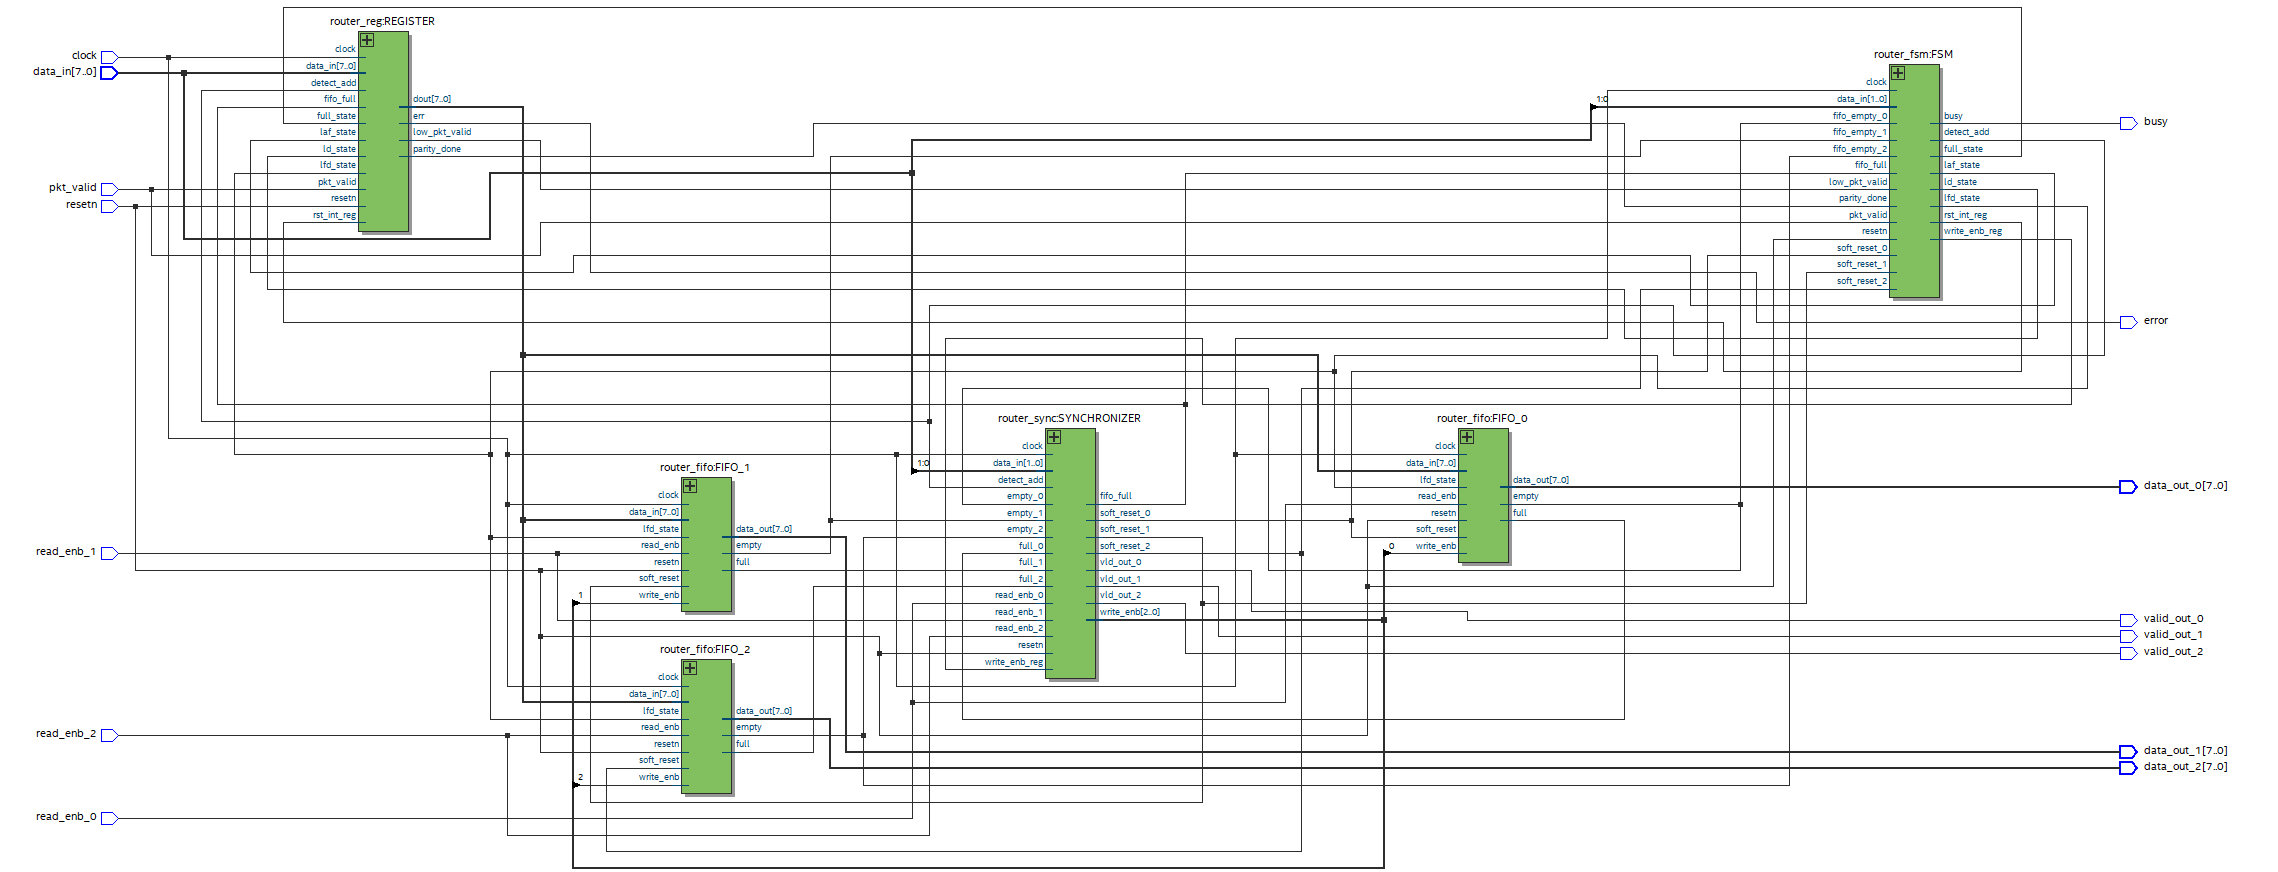 router_reg:REGISTER
clock
data_in[7..0]
detect_add
fifo_full
full_state
laf_state
ld_state
lfd_state
pkt_valid
resetn
rst_int_reg
dout[7..0]
err
low_pkt_valid
parity_done
clock
data_in[7..0]
pkt_valid
resetn
read_enb_1
read_enb_2
read_enb_0
router_fsm:FSM
1:0
clock
data_in[1..0]
fifo_empty_0
fifo_empty_1
fifo_empty_2
fifo_full
low_pkt_valid
parity_done
pkt_valid
resetn
soft_reset_0
soft_reset_1
soft_reset_2
busy
detect_add
full_state
laf_state
ld_state
lfd_state
rst_int_reg
write_enb_reg
busy
error
router_fifo:FIFO_1
clock
data_in[7..0]
lfd_state
read_enb
resetn
soft_reset
write_enb
1
data_out[7..0]
empty
full
router_fifo:FIFO_2
clock
data_in[7..0]
lfd_state
read_enb
resetn
soft_reset
write_enb
2
data_out[7..0]
empty
full
router_sync:SYNCHRONIZER
1:0
clock
data_in[1..0]
detect_add
empty_0
empty_1
empty_2
full_0
full_1
full_2
read_enb_0
read_enb_1
read_enb_2
resetn
write_enb_reg
fifo_full
soft_reset_0
soft_reset_1
soft_reset_2
vld_out_0
vld_out_1
vld_out_2
write_enb[2..0]
router_fifo:FIFO_0
clock
data_in[7..0]
lfd_state
read_enb
resetn
soft_reset
write_enb
0
data_out[7..0]
empty
full
data_out_0[7..0]
valid_out_0
valid_out_1
valid_out_2
data_out_1[7..0]
data_out_2[7..0]